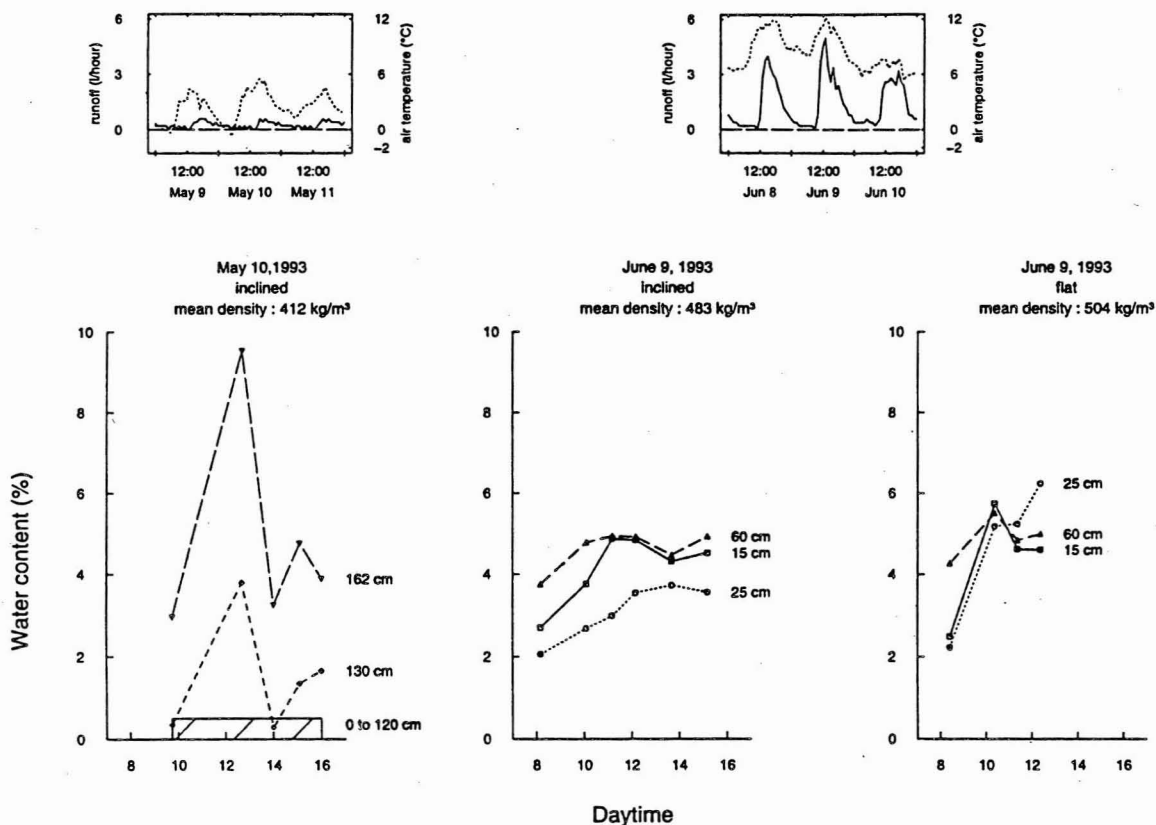 6
3
0
runoff (l/hour)
12
6
0
−2
air temperature (°C)
12:00 12:00 12:00
May 9 May 10 May 11
6
3
0
runoff (l/hour)
12
6
0
−2
air temperature (°C)
12:00 12:00 12:00
Jun 8 Jun 9 Jun 10
May 10,1993
inclined
mean density : 412 kg/m³
10
8
6
4
2
0
162 cm
130 cm
0 to 120 cm
8 10 12 14 16
June 9, 1993
inclined
mean density : 483 kg/m³
10
8
6
4
2
0
60 cm
15 cm
25 cm
8 10 12 14 16
June 9, 1993
flat
mean density : 504 kg/m³
10
8
6
4
2
0
25 cm
60 cm
15 cm
8 10 12 14 16
Water content (%)
Daytime